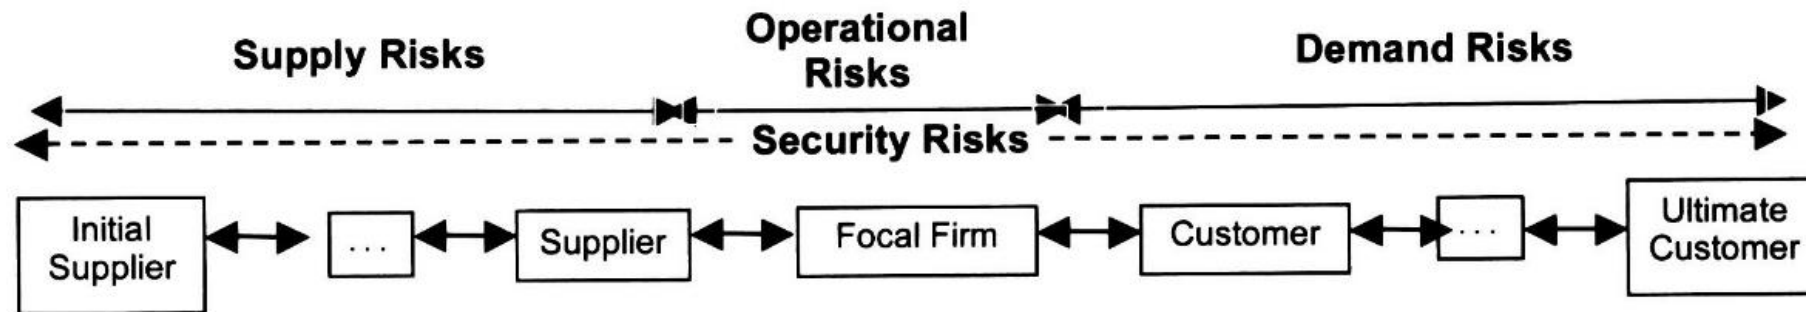 Supply Risks
Operational
Risks
Demand Risks
Security Risks
Initial
Supplier
...
Supplier
Focal Firm
Customer
...
Ultimate
Customer